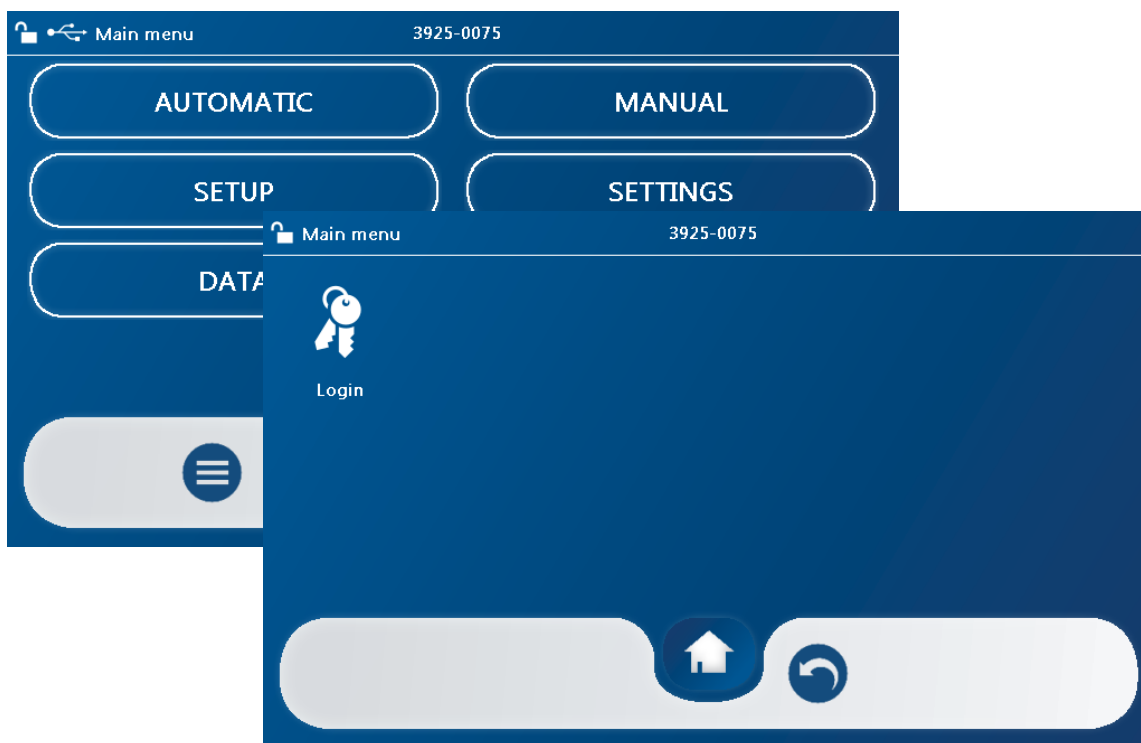 Main menu 3925-0075
AUTOMATIC MANUAL
SETUP SETTINGS
DATA
Main menu 3925-0075
Login